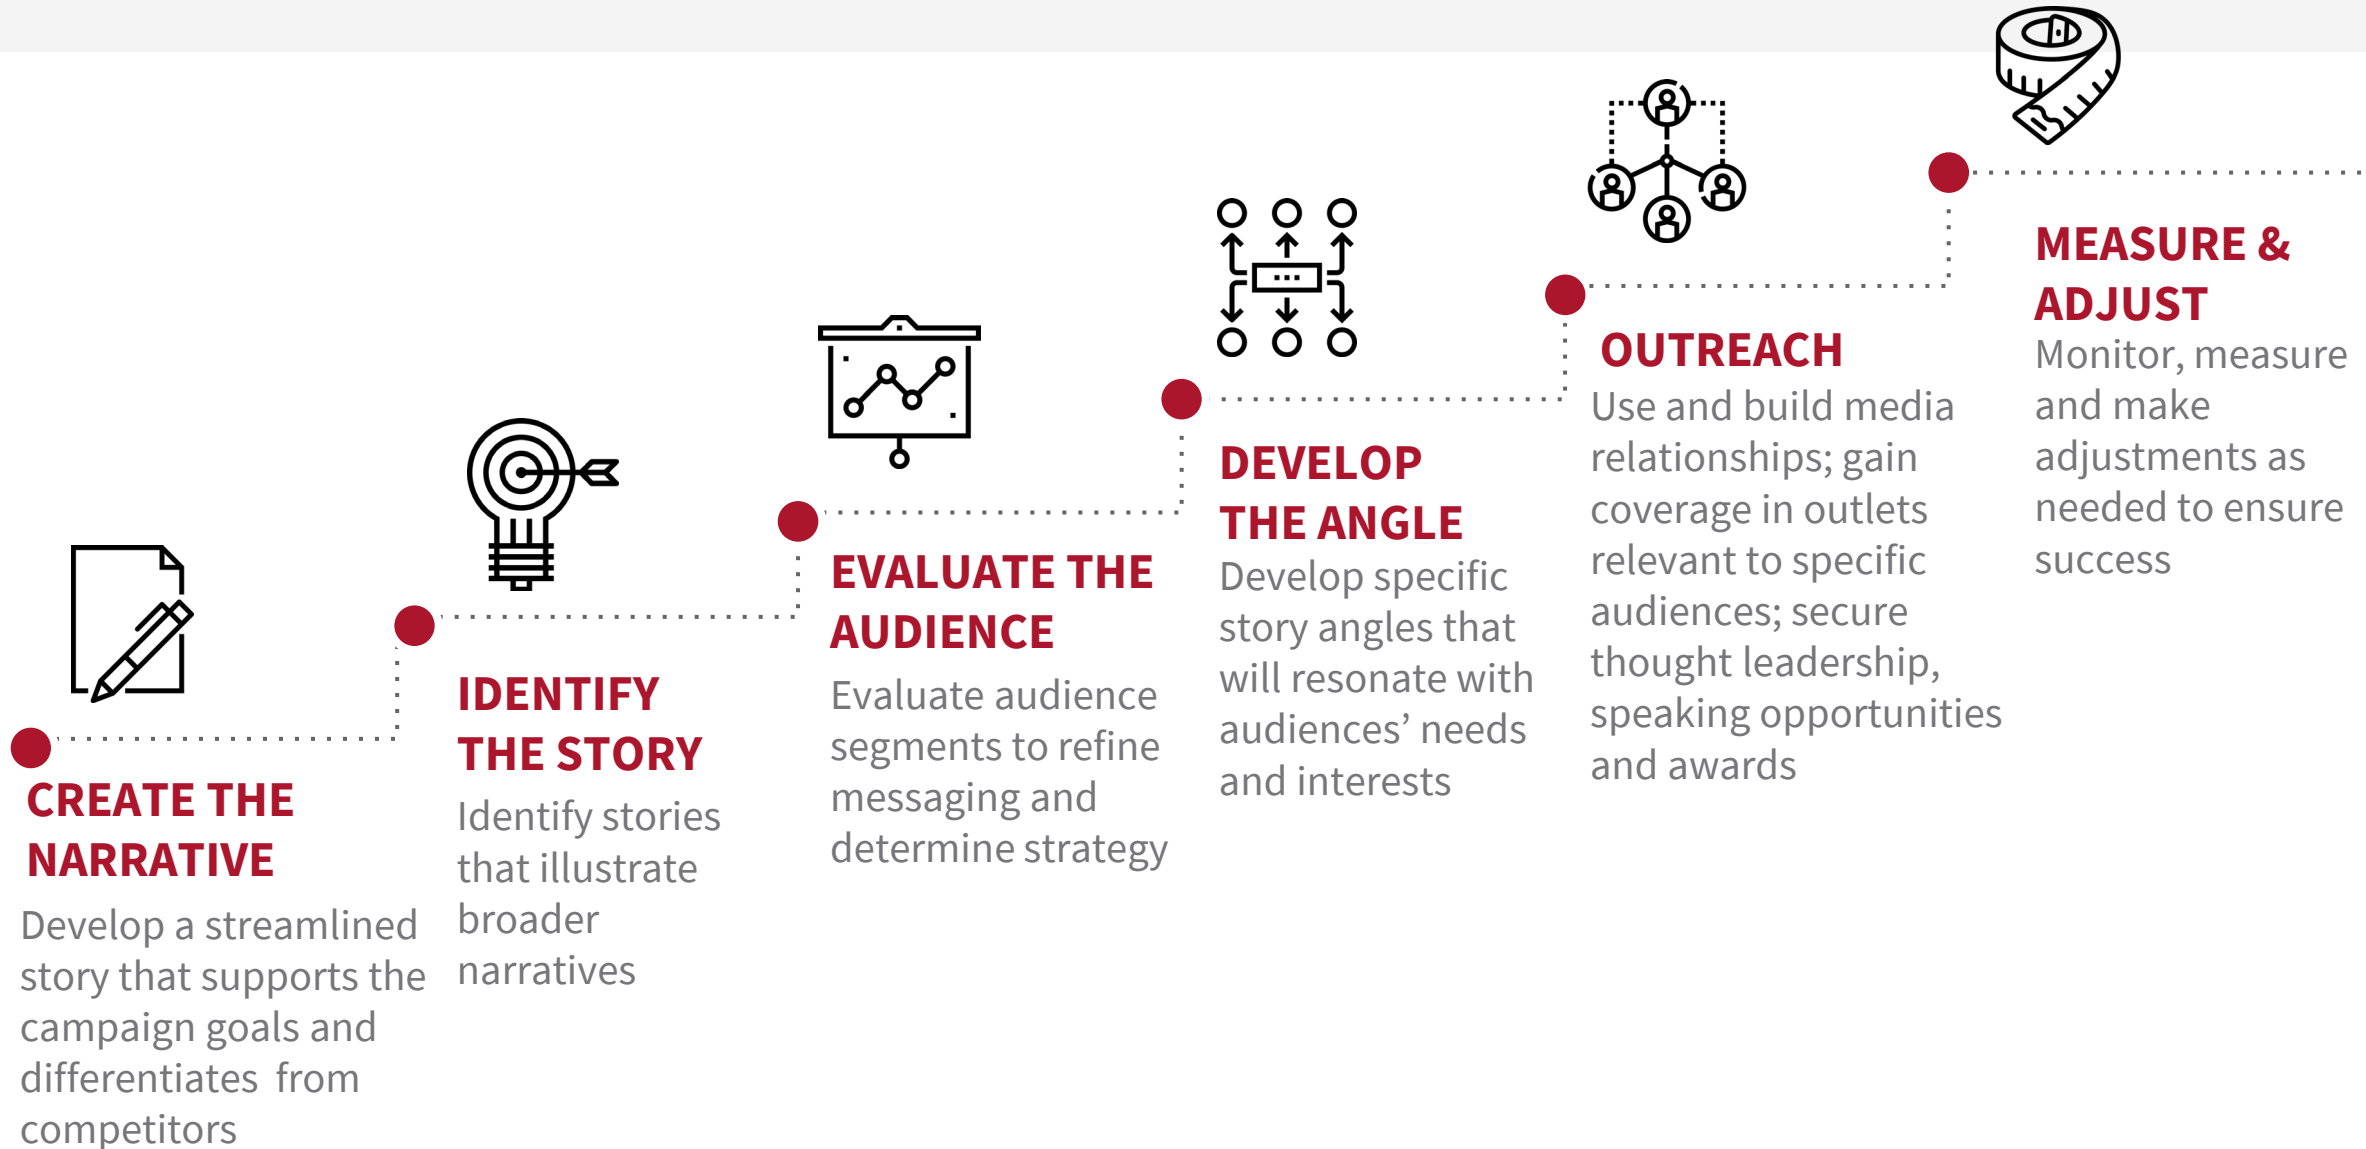 CREATE THE
NARRATIVE
Develop a streamlined
story that supports the
campaign goals and
differentiates  from
competitors
IDENTIFY
THE STORY
Identify stories
that illustrate
broader
narratives
EVALUATE THE
AUDIENCE
Evaluate audience
segments to refine
messaging and
determine strategy
DEVELOP
THE ANGLE
Develop specific
story angles that
will resonate with
audiences’ needs
and interests
OUTREACH
Use and build media
relationships; gain
coverage in outlets
relevant to specific
audiences; secure
thought leadership,
speaking opportunities
and awards
MEASURE &
ADJUST
Monitor, measure
and make
adjustments as
needed to ensure
success